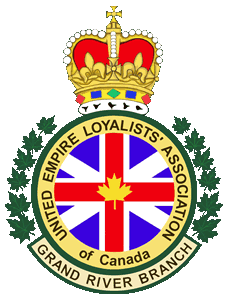 UNITED EMPIRE LOYALISTS' ASSOCIATION
of Canada
GRAND RIVER BRANCH